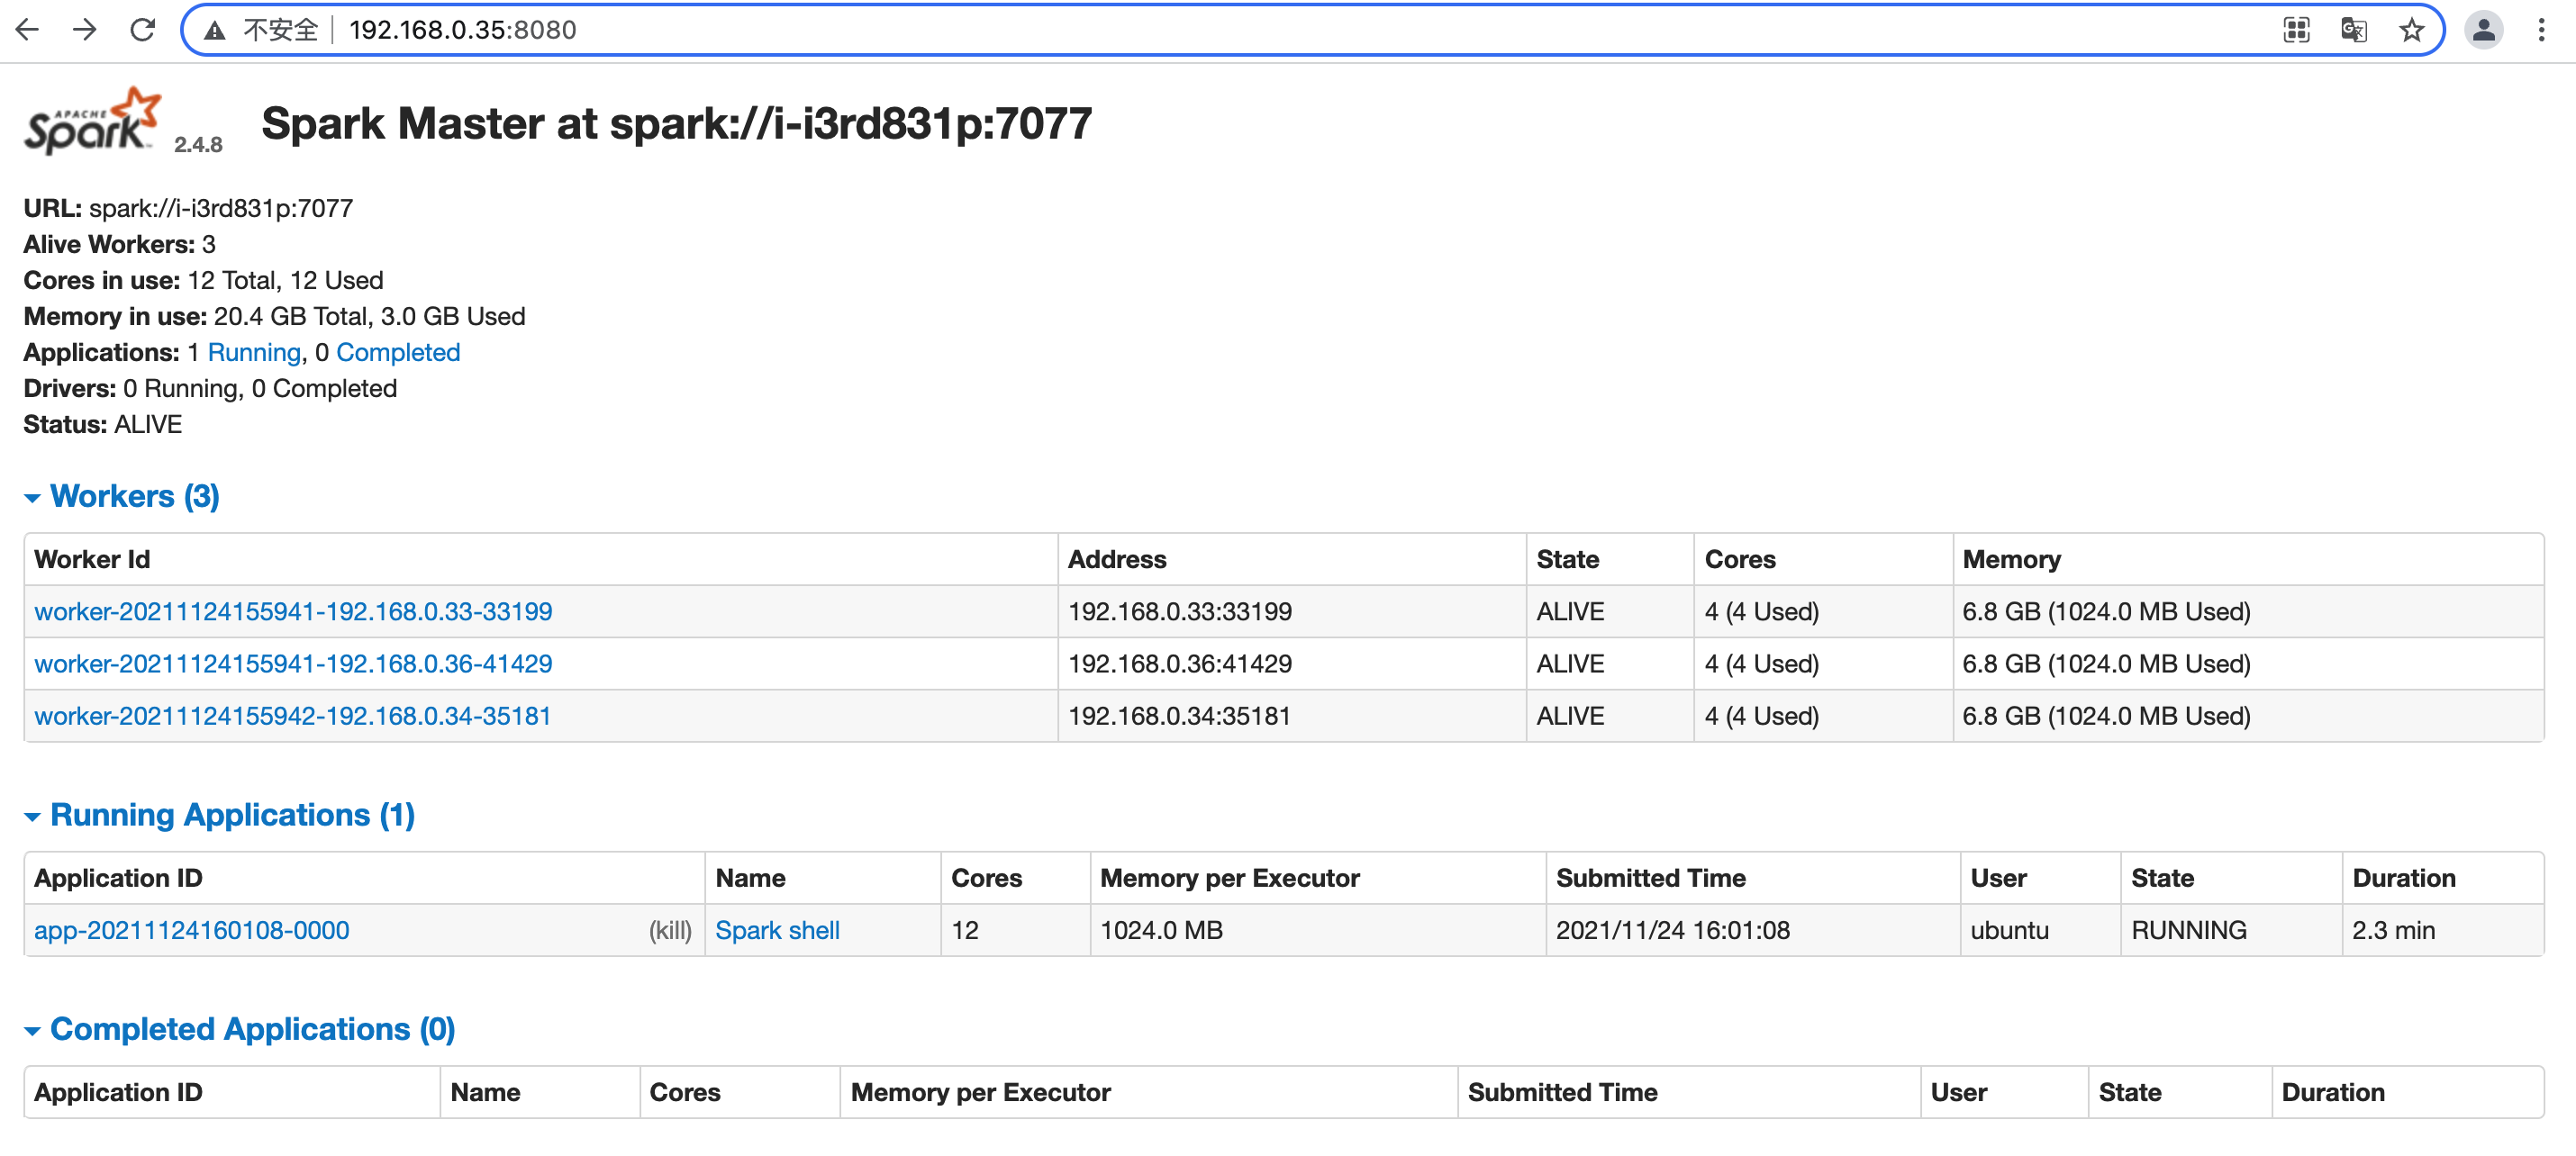 不安全 192.168.0.35:8080
APACHE Spark 2.4.8 Spark Master at spark://i-i3rd831p:7077
URL: spark://i-i3rd831p:7077
Alive Workers: 3
Cores in use: 12 Total, 12 Used
Memory in use: 20.4 GB Total, 3.0 GB Used
Applications: 1 Running, 0 Completed
Drivers: 0 Running, 0 Completed
Status: ALIVE
Workers (3)
Worker Id Address State Cores Memory
worker-20211124155941-192.168.0.33-33199 192.168.0.33:33199 ALIVE 4 (4 Used) 6.8 GB (1024.0 MB Used)
worker-20211124155941-192.168.0.36-41429 192.168.0.36:41429 ALIVE 4 (4 Used) 6.8 GB (1024.0 MB Used)
worker-20211124155942-192.168.0.34-35181 192.168.0.34:35181 ALIVE 4 (4 Used) 6.8 GB (1024.0 MB Used)
Running Applications (1)
Application ID Name Cores Memory per Executor Submitted Time User State Duration
app-20211124160108-0000 (kill) Spark shell 12 1024.0 MB 2021/11/24 16:01:08 ubuntu RUNNING 2.3 min
Completed Applications (0)
Application ID Name Cores Memory per Executor Submitted Time User State Duration